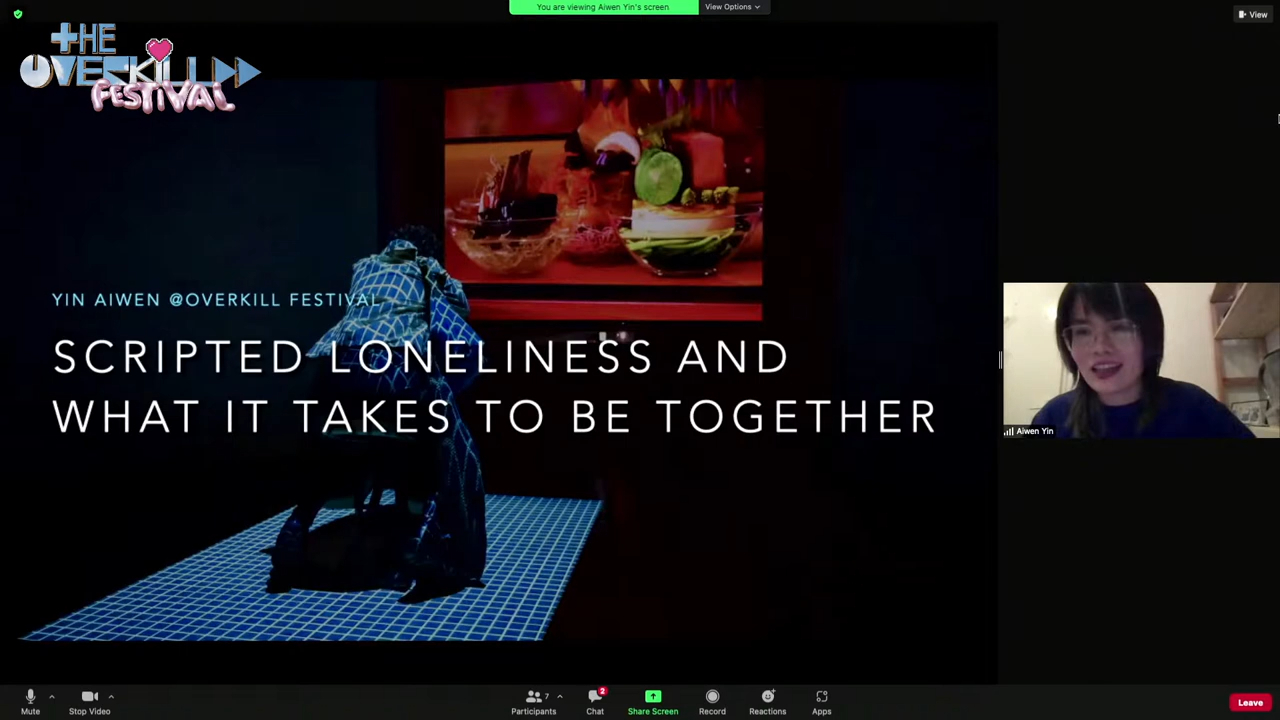 You are viewing Aiwen Yin's screen
View Options
View
THE
OVERKILL
FESTIVAL
YIN AIWEN @OVERKILL FESTIVAL
SCRIPTED LONELINESS AND
WHAT IT TAKES TO BE TOGETHER
Aiwen Yin
Mute
Stop Video
7
Participants
2
Chat
Share Screen
Record
Reactions
Apps
Leave